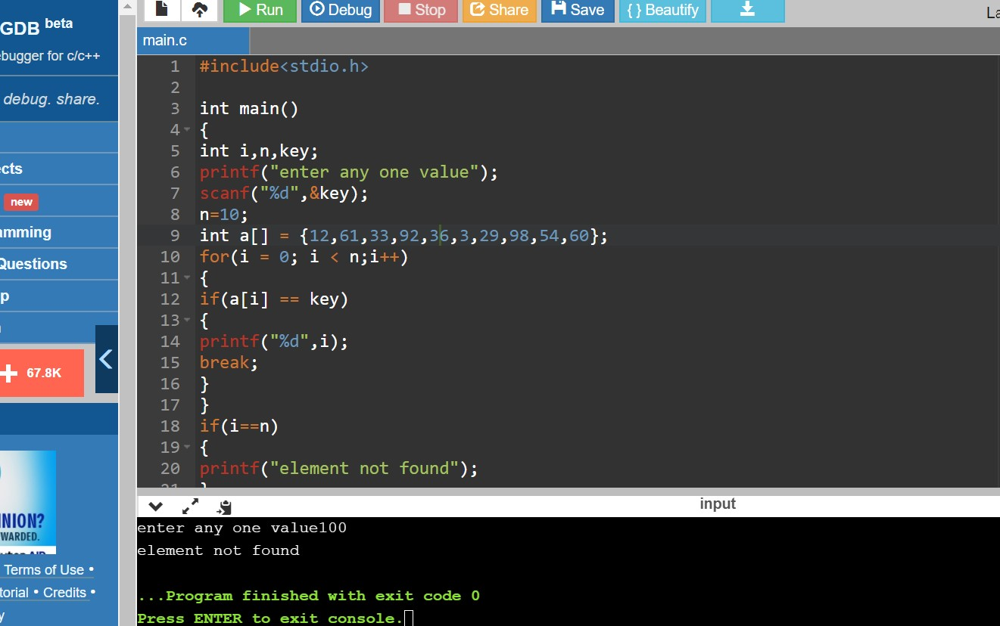 GDB beta
ebugger for c/c++
debug. share.
ects
new
amming
Questions
p
67.8K
NION?
WARDED.
Terms of Use •
torial • Credits •
y
Run
Debug
Stop
Share
Save
{ } Beautify
La
main.c
1 #include<stdio.h>
2
3 int main()
4 {
5 int i,n,key;
6 printf("enter any one value");
7 scanf("%d",&key);
8 n=10;
9 int a[] = {12,61,33,92,36,3,29,98,54,60};
10 for(i = 0; i < n;i++)
11 {
12 if(a[i] == key)
13 {
14 printf("%d",i);
15 break;
16 }
17 }
18 if(i==n)
19 {
20 printf("element not found");
21 }
input
enter any one value100
element not found
...Program finished with exit code 0
Press ENTER to exit console.